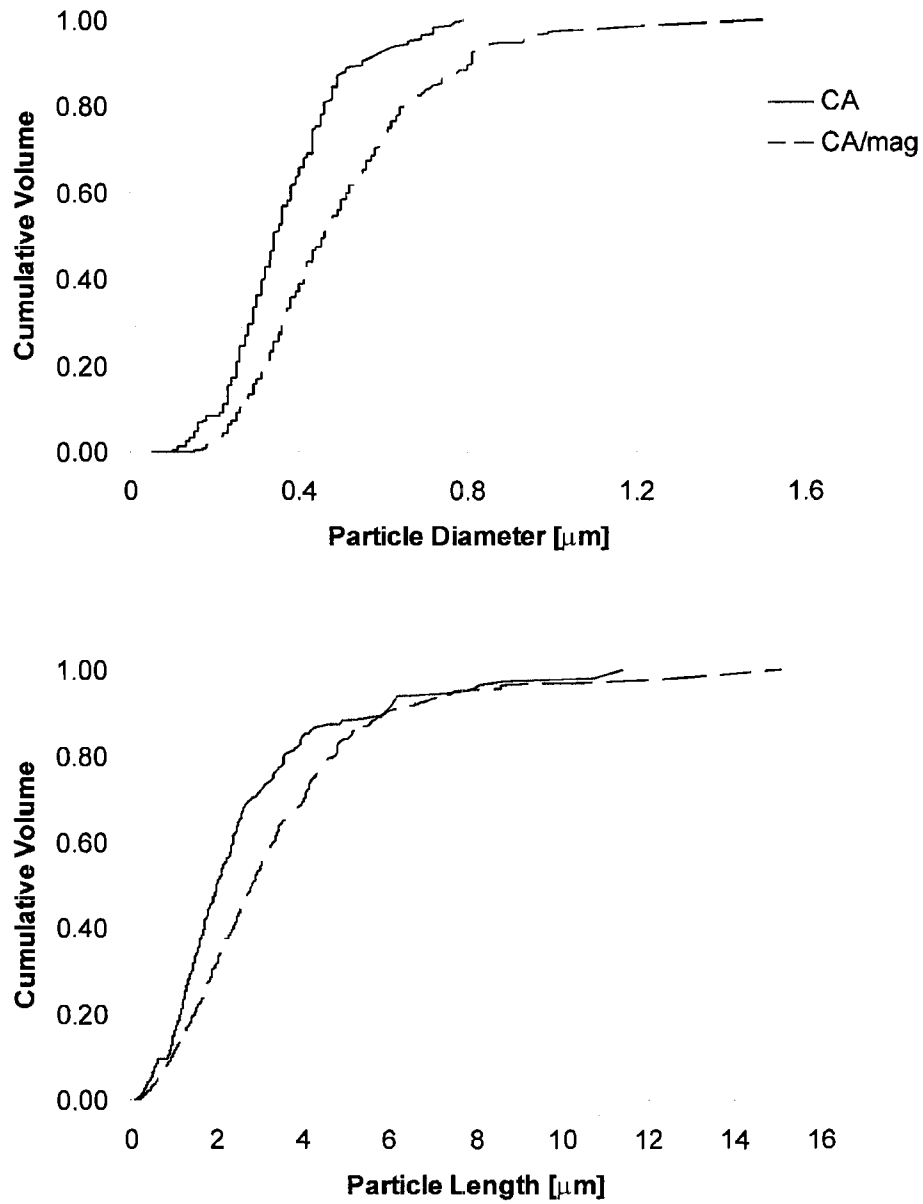 1.00
0.80
0.60
0.40
0.20
0.00
Cumulative Volume
CA
CA/mag
0 0.4 0.8 1.2 1.6
Particle Diameter [μm]
1.00
0.80
0.60
0.40
0.20
0.00
Cumulative Volume
0 2 4 6 8 10 12 14 16
Particle Length [μm]